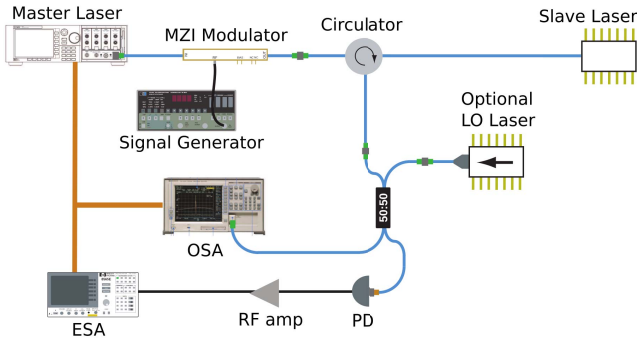 Master Laser
MZI Modulator
Circulator
Slave Laser
Signal Generator
Optional
LO Laser
50:50
OSA
ESA
RF amp
PD